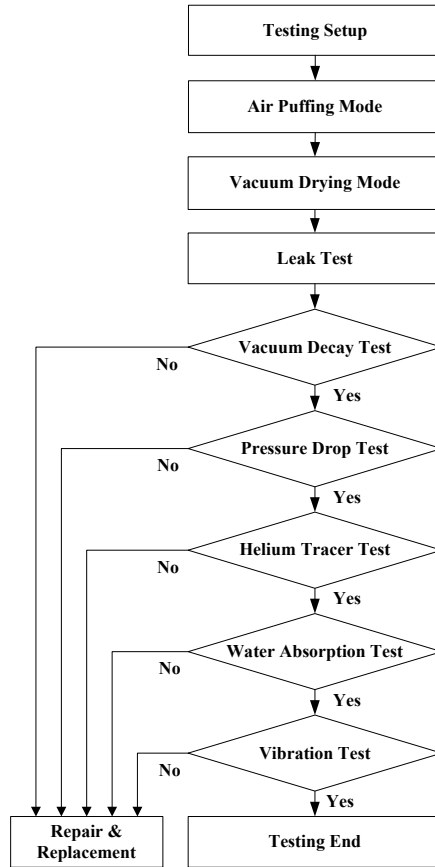 Testing Setup
Air Puffing Mode
Vacuum Drying Mode
Leak Test
Vacuum Decay Test
No
Yes
Pressure Drop Test
No
Yes
Helium Tracer Test
No
Yes
Water Absorption Test
No
Yes
Vibration Test
No
Yes
Repair &
Replacement
Testing End